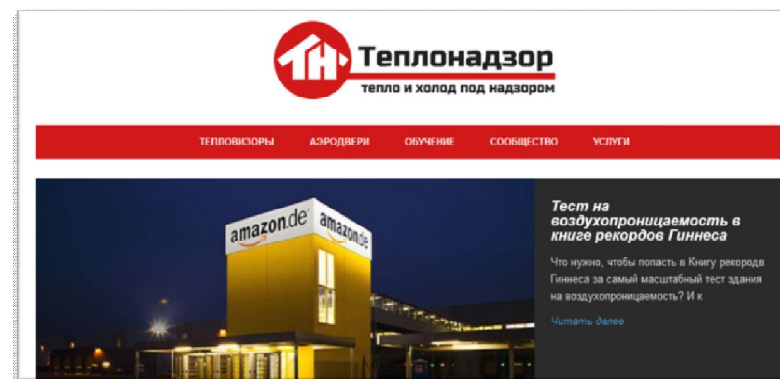 ТН
Теплонадзор
тепло и холод под надзором
ТЕПЛОВИЗОРЫ АЭРОДВЕРИ ОБУЧЕНИЕ СООБЩЕСТВО УСЛУГИ
amazon.de amazon.de
Тест на
воздухопроницаемость в
книге рекордов Гиннеса
Что нужно, чтобы попасть в Книгу рекородв
Гиннеса за самый масштабный тест здания
на воздухопроницаемость? И к
Читать далее